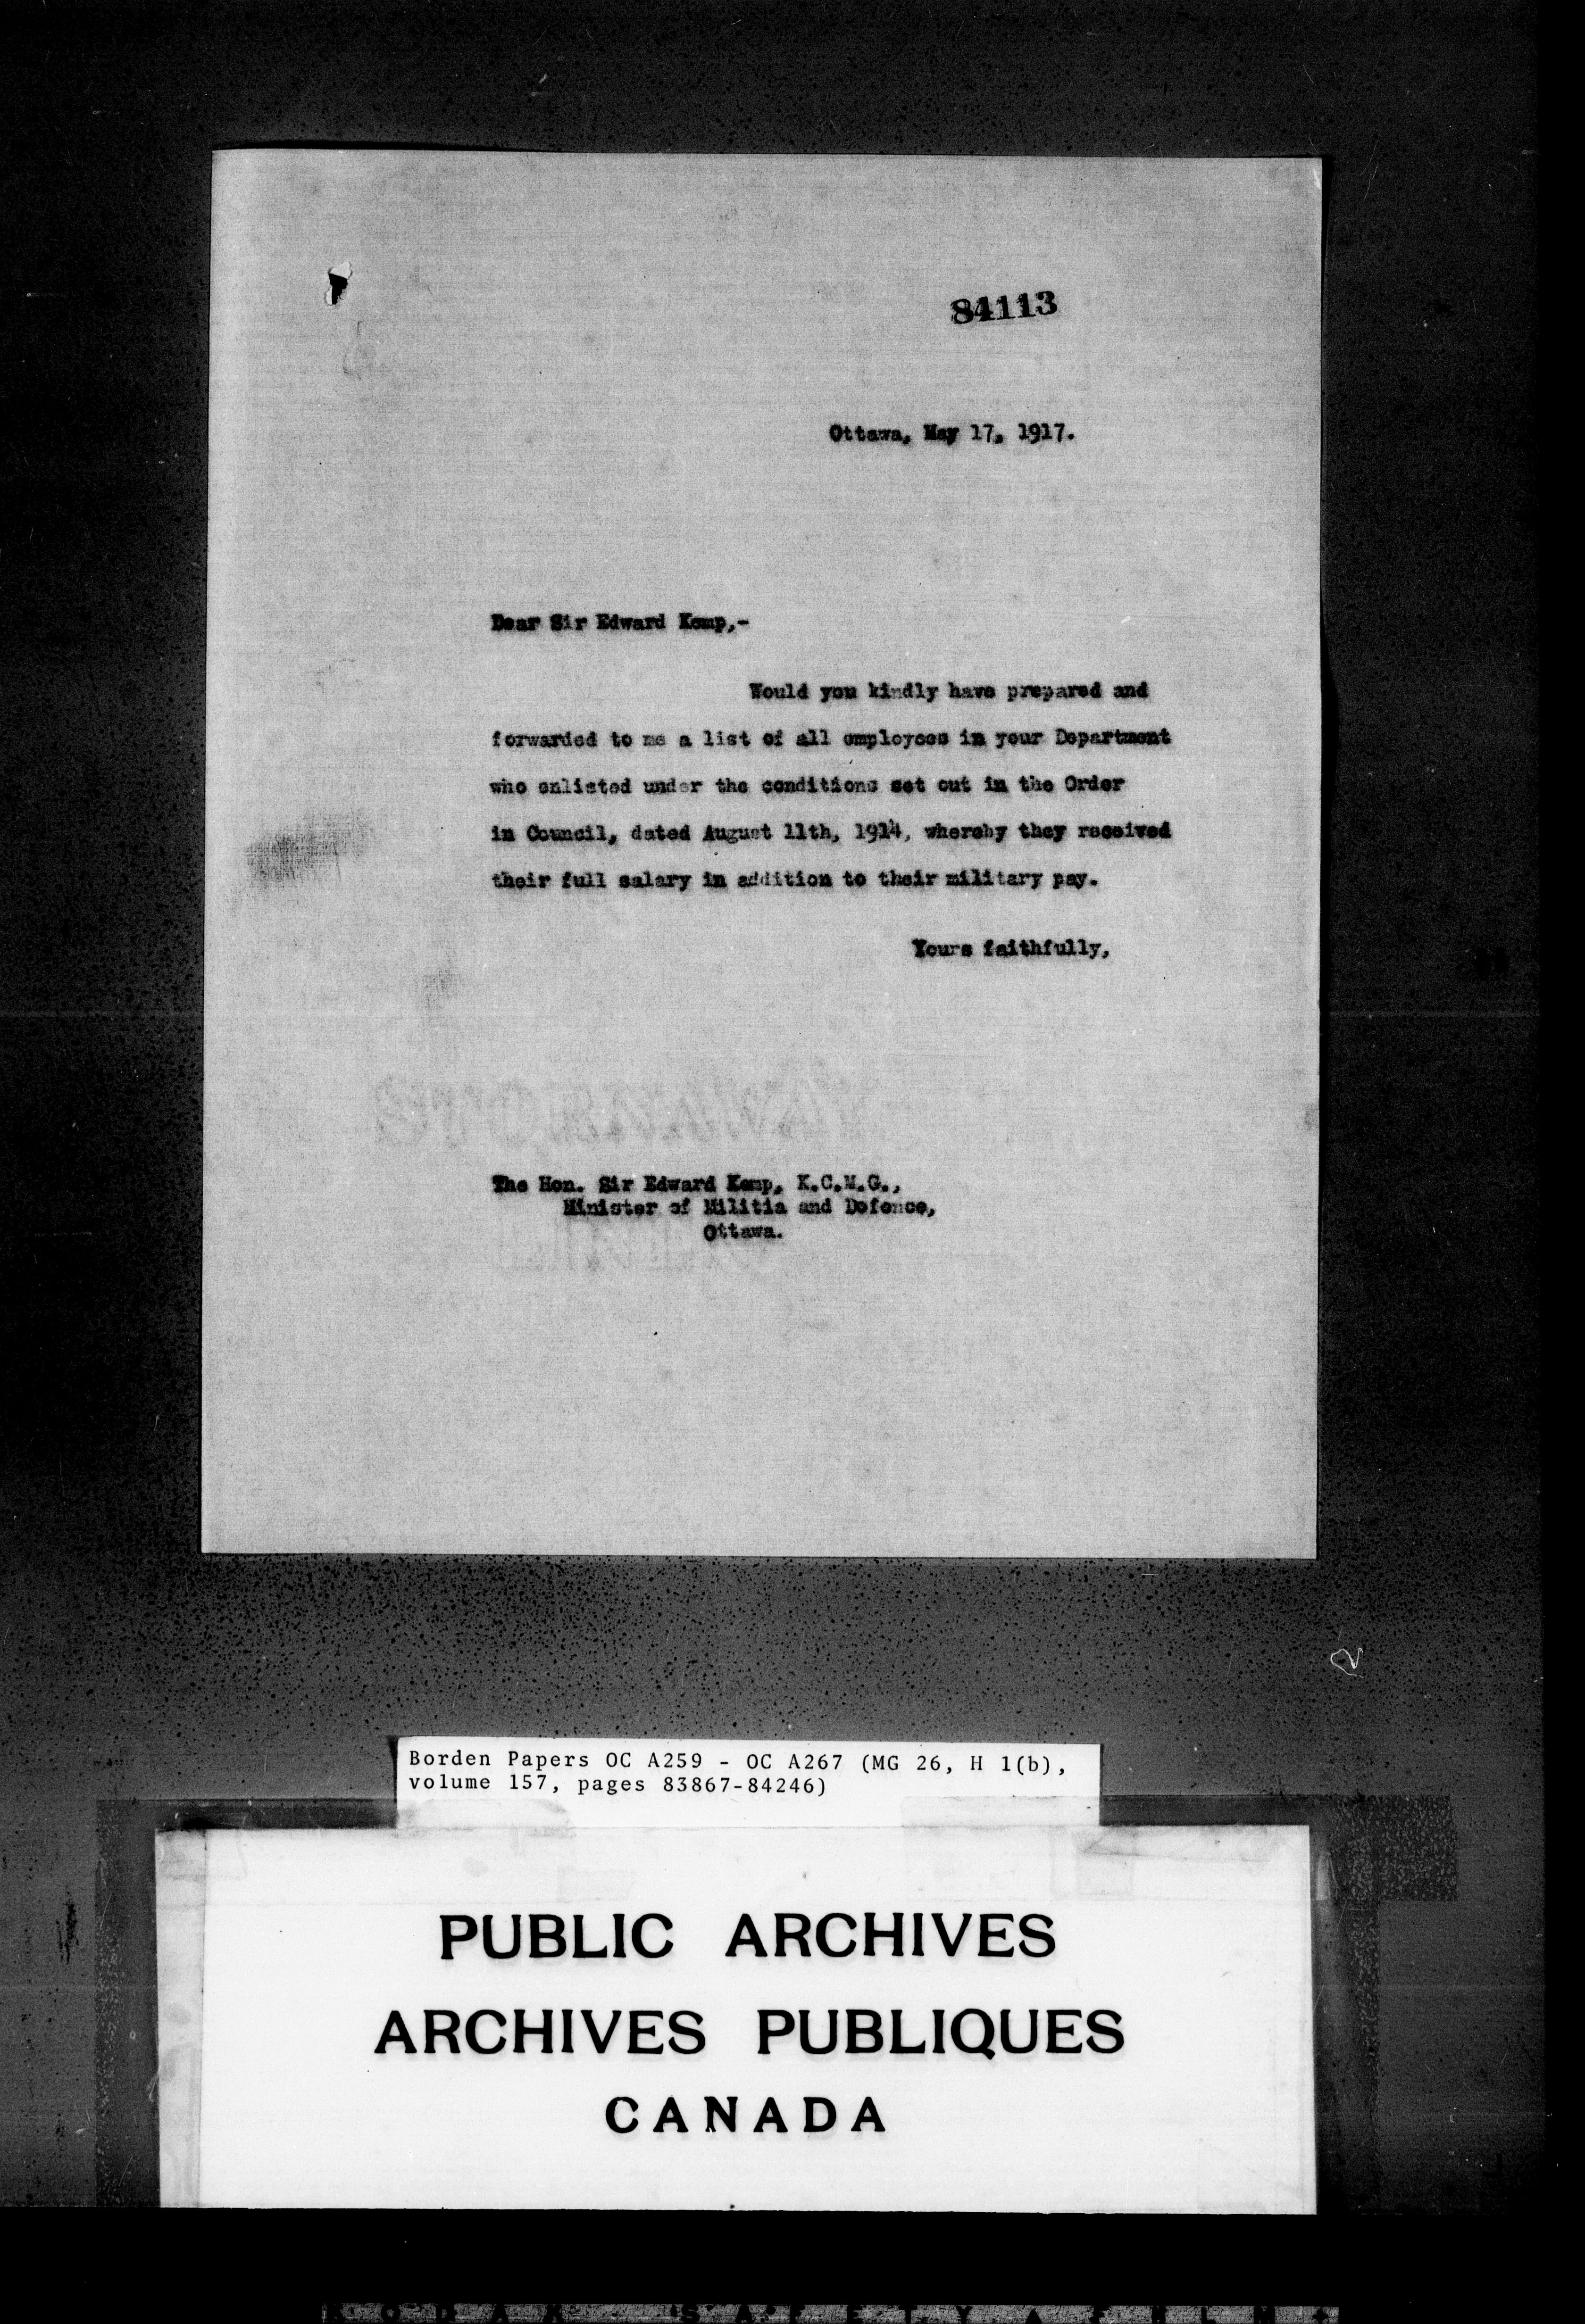 84113
Ottawa, May 17, 1917.
Dear Sir Edward Kemp,-
Would you kindly have prepared and
forwarded to me a list of all employees in your Department
who enlisted under the conditions set out in the Order
in Council, dated August 11th, 1914, whereby they received
their full salary in addition to their military pay.
Yours faithfully,
The Hon. Sir Edward Kemp, K.C.M.G.,
Minister of Militia and Defence,
Ottawa.
2
Borden Papers OC A259 - OC A267 (MG 26, H 1(b),
volume 157, pages 83867-84246)
PUBLIC ARCHIVES
ARCHIVES PUBLIQUES
CANADA